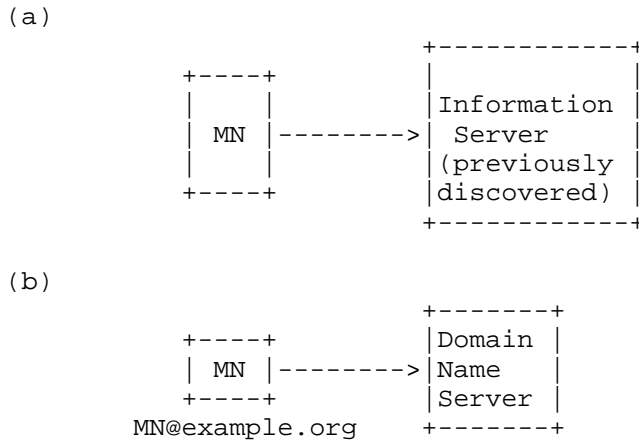 (a)
MN
Information
Server
(previously
discovered)
(b)
MN
Domain
Name
Server
MN@example.org